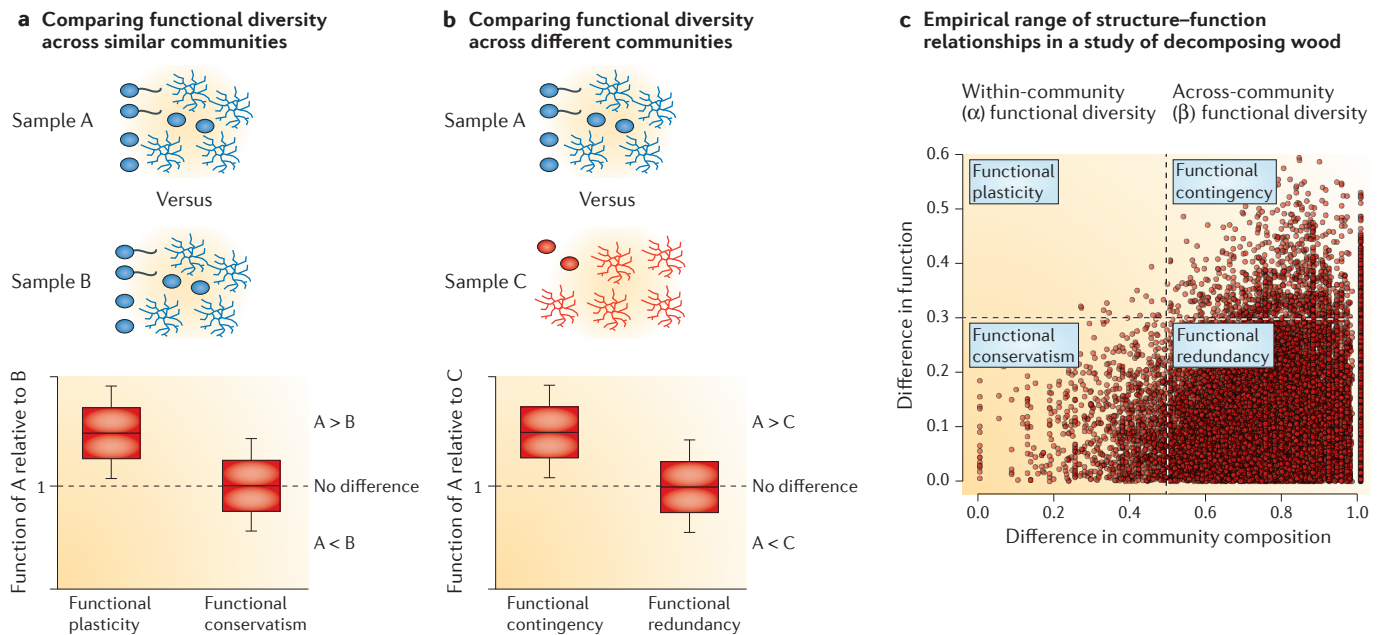 a Comparing functional diversity
across similar communities
Sample A
Versus
Sample B
Function of A relative to B
1
A > B
No difference
A < B
Functional
plasticity
Functional
conservatism
b Comparing functional diversity
across different communities
Sample A
Versus
Sample C
Function of A relative to C
1
A > C
No difference
A < C
Functional
contingency
Functional
redundancy
c Empirical range of structure–function
relationships in a study of decomposing wood
Within-community
(α) functional diversity
Across-community
(β) functional diversity
Difference in function
0.6
0.5
0.4
0.3
0.2
0.1
0.0
Functional
plasticity
Functional
contingency
Functional
conservatism
Functional
redundancy
0.0 0.2 0.4 0.6 0.8 1.0
Difference in community composition